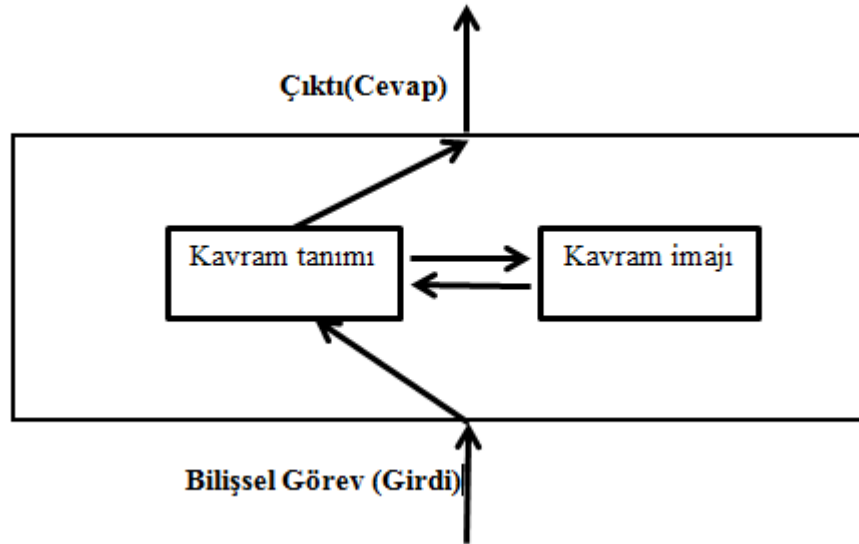 Çıktı(Cevap)
Kavram tanımı
Kavram imajı
Bilişsel Görev (Girdi)